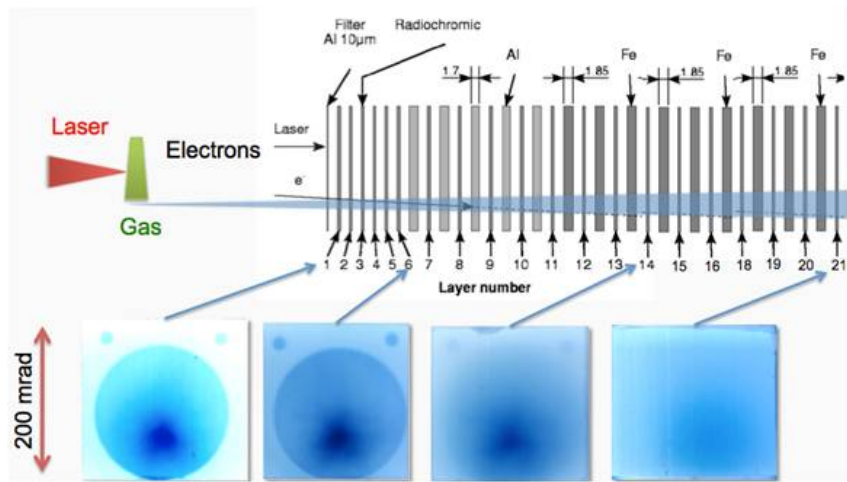 Filter
Al 10µm
Radiochromic
1.7
Al
1.85
Fe
1.85
Fe
1.85
Fe
Laser
Electrons
Laser
e-
Gas
1 2 3 4 5 6 7 8 9 10 11 12 13 14 15 16 18 19 20 21
Layer number
200 mrad